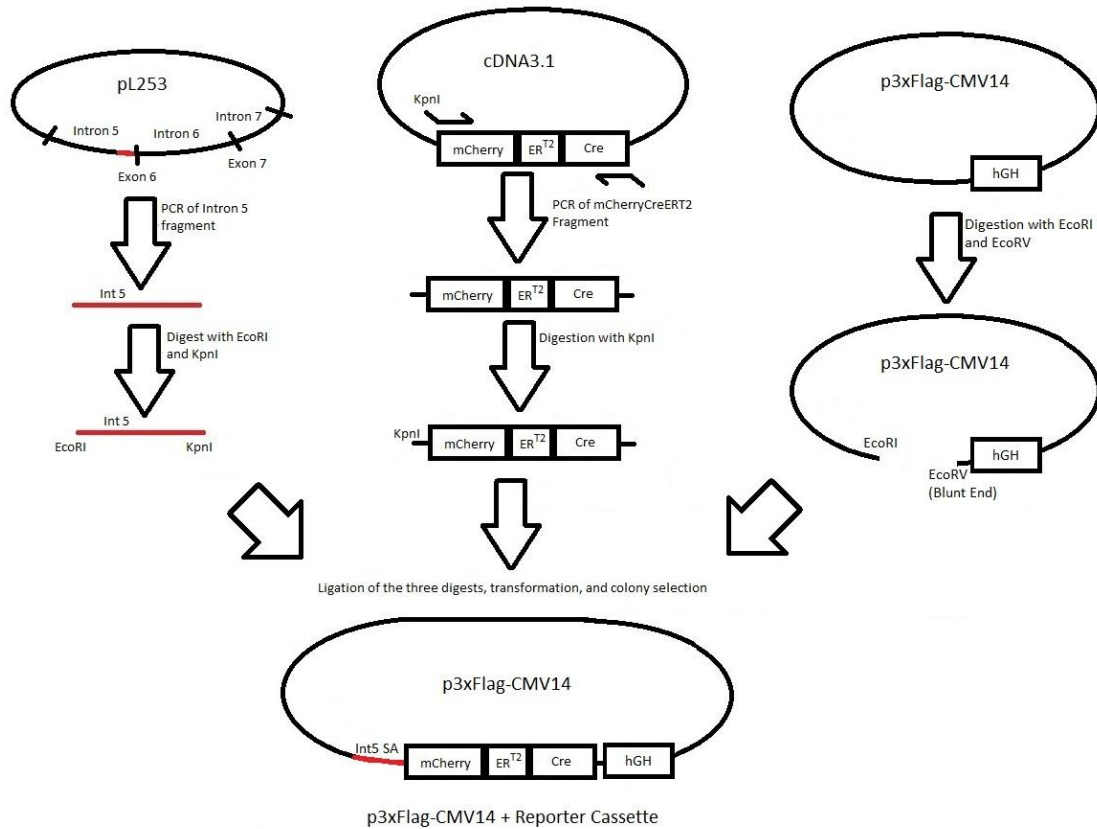 pL253
Intron 5
Intron 6
Intron 7
Exon 6
Exon 7
PCR of Intron 5
fragment
Int 5
Digest with EcoRI
and KpnI
Int 5
EcoRI
KpnI
cDNA3.1
KpnI
mCherry
ER^T2
Cre
PCR of mCherryCreERT2
Fragment
mCherry
ER^T2
Cre
Digestion with KpnI
KpnI
mCherry
ER^T2
Cre
p3xFlag-CMV14
hGH
Digestion with EcoRI
and EcoRV
p3xFlag-CMV14
EcoRI
hGH
EcoRV
(Blunt End)
Ligation of the three digests, transformation, and colony selection
p3xFlag-CMV14
Int5 SA
mCherry
ER^T2
Cre
hGH
p3xFlag-CMV14 + Reporter Cassette